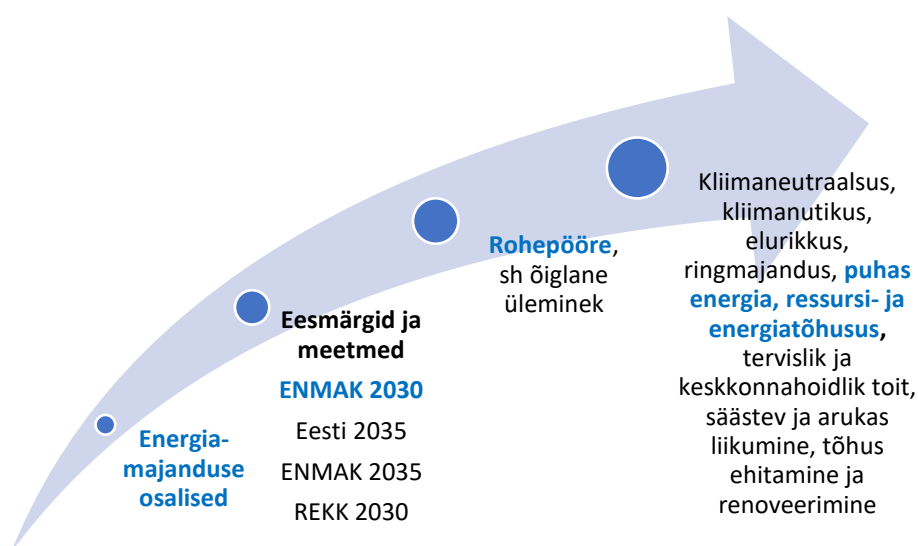 Energia-
majanduse
osalised
Eesmärgid ja
meetmed
ENMAK 2030
Eesti 2035
ENMAK 2035
REKK 2030
Rohepööre,
sh õiglane
üleminek
Kliimaneutraalsus,
kliimanutikus,
elurikkus,
ringmajandus, puhas
energia, ressursi- ja
energiatõhusus,
tervislik ja
keskkonnahoidlik toit,
säästev ja arukas
liikumine, tõhus
ehitamine ja
renoveerimine